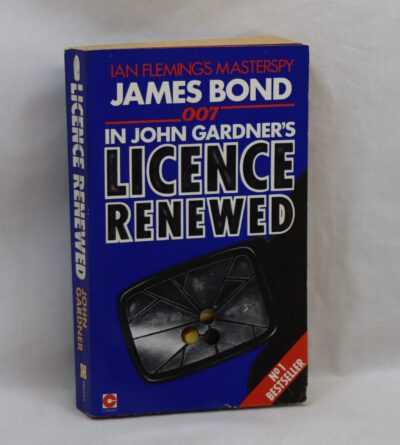 IAN FLEMING'S MASTERSPY
JAMES BOND
007
IN JOHN GARDNER'S
LICENCE
RENEWED
Nº1
BESTSELLER
LICENCE RENEWED
JOHN
GARDNER